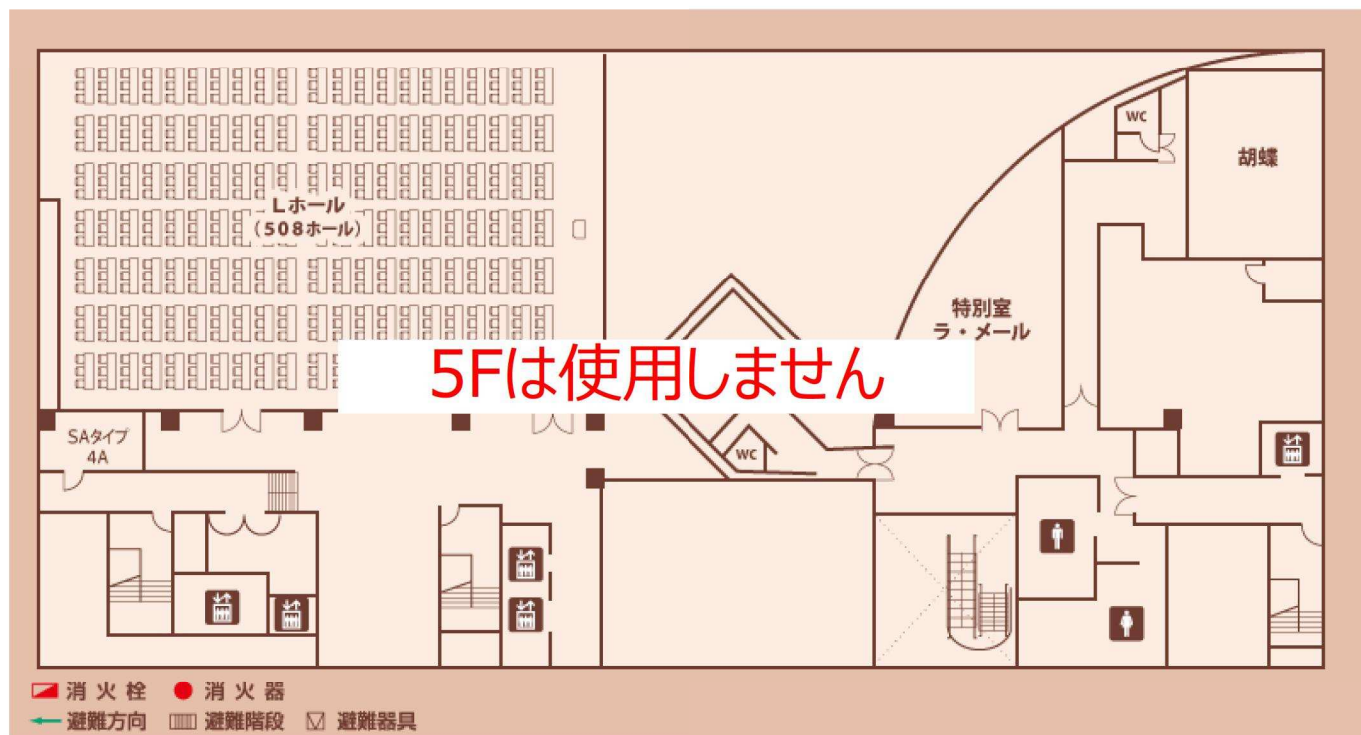 WC
胡蝶
Lホール
(508ホール)
特別室
ラ・メール
5Fは使用しません
SAタイプ
4A
WC
消火栓 消火器
避難方向 避難階段 避難器具